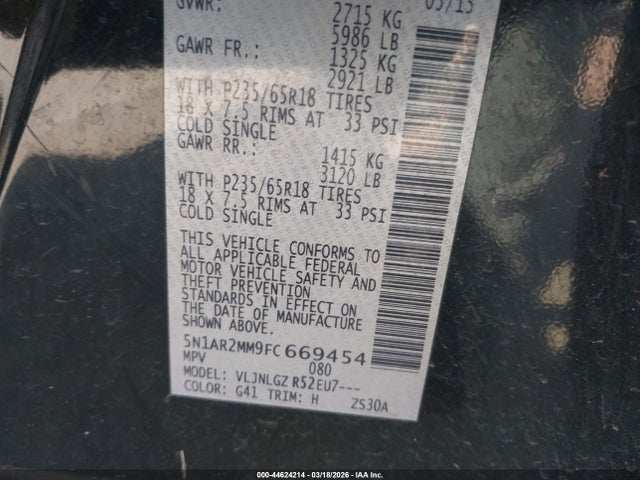 GVWR: 2715 KG 03/15
5986 LB
GAWR FR.: 1325 KG
2921 LB
WITH P235/65R18 TIRES
18 X 7.5 RIMS AT 33 PSI
COLD SINGLE
GAWR RR.: 1415 KG
3120 LB
WITH P235/65R18 TIRES
18 X 7.5 RIMS AT 33 PSI
COLD SINGLE
THIS VEHICLE CONFORMS TO
ALL APPLICABLE FEDERAL
MOTOR VEHICLE SAFETY AND
THEFT PREVENTION
STANDARDS IN EFFECT ON
THE DATE OF MANUFACTURE
SHOWN ABOVE.
5N1AR2MM9FC669454
MPV 080
MODEL: VLJNLGZ R52EU7---
COLOR: G41 TRIM: H ZS30A
000-44624214 - 03/18/2026 - IAA Inc.